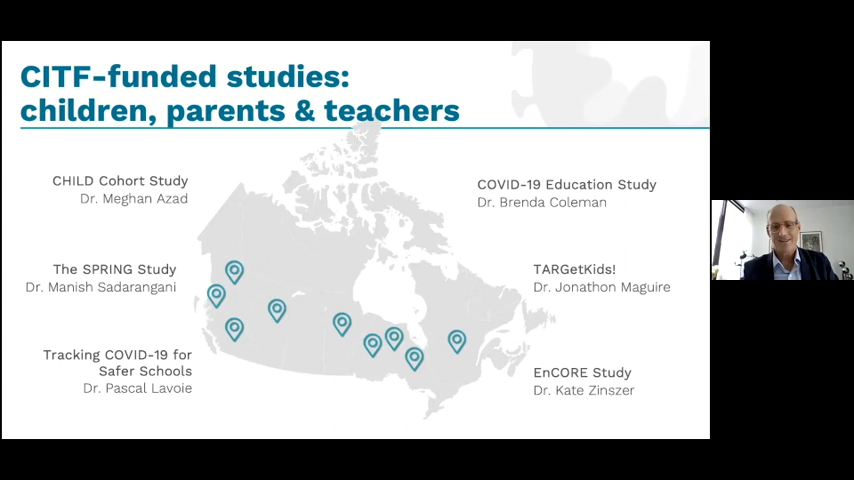 CITF-funded studies:
children, parents & teachers
CHILD Cohort Study
Dr. Meghan Azad
The SPRING Study
Dr. Manish Sadarangani
Tracking COVID-19 for
Safer Schools
Dr. Pascal Lavoie
COVID-19 Education Study
Dr. Brenda Coleman
TARGetKids!
Dr. Jonathon Maguire
EnCORE Study
Dr. Kate Zinszer